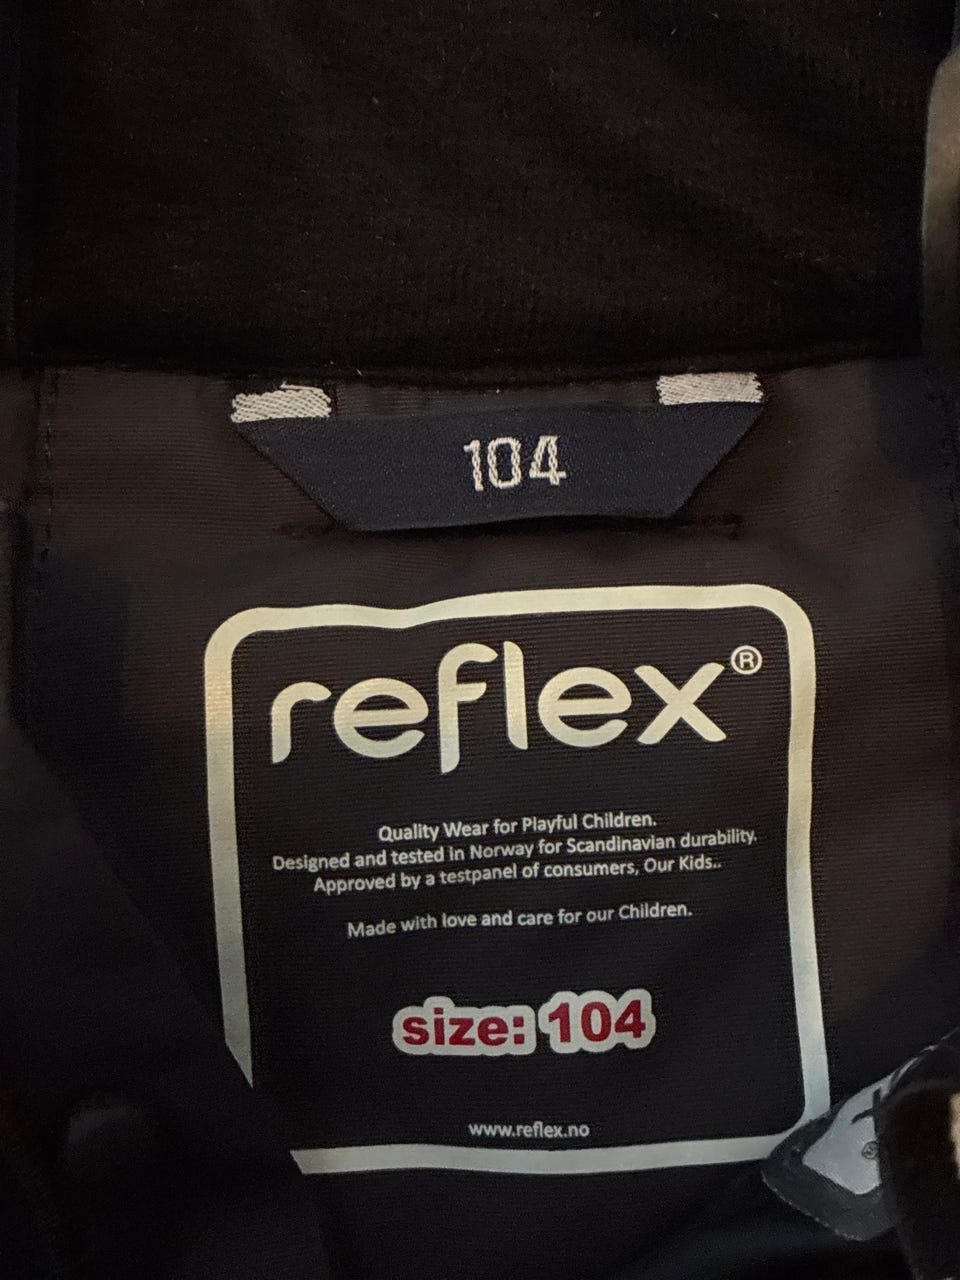 104
reflex®
Quality Wear for Playful Children.
Designed and tested in Norway for Scandinavian durability.
Approved by a testpanel of consumers, Our Kids..
Made with love and care for our Children.
size: 104
www.reflex.no